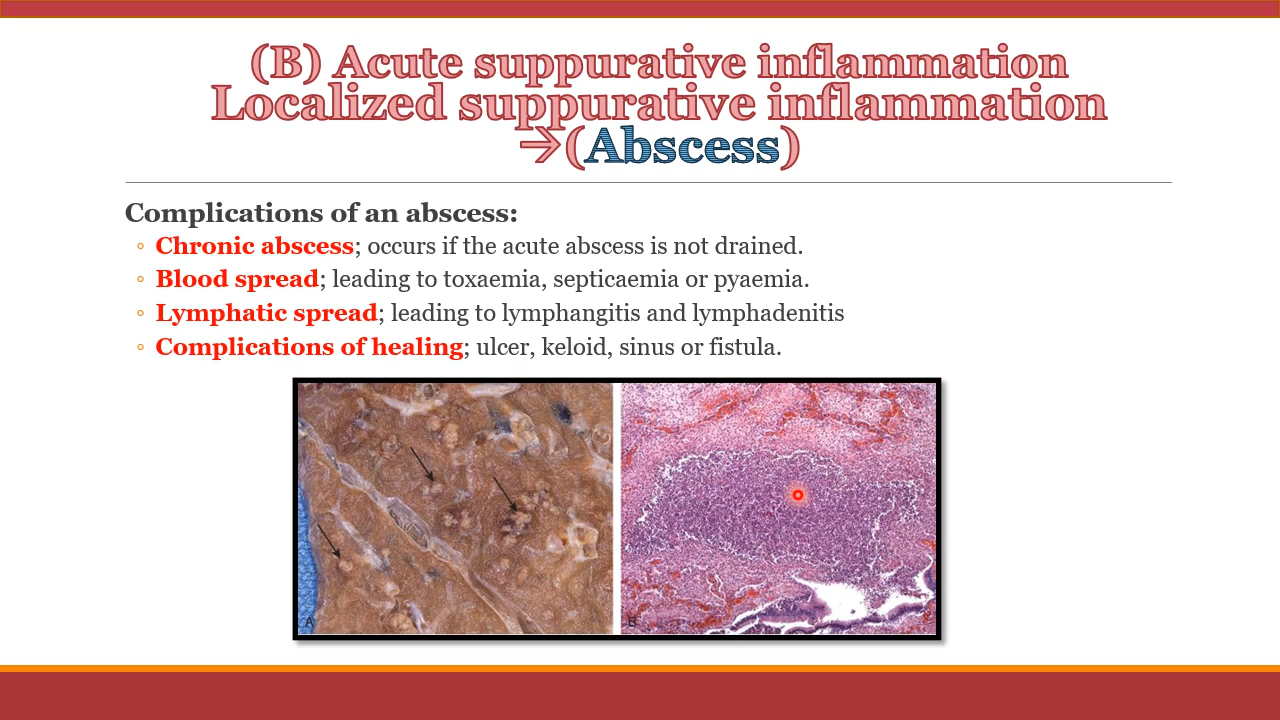 (B) Acute suppurative inflammation
Localized suppurative inflammation
→(Abscess)
Complications of an abscess:
◦ Chronic abscess; occurs if the acute abscess is not drained.
◦ Blood spread; leading to toxaemia, septicaemia or pyaemia.
◦ Lymphatic spread; leading to lymphangitis and lymphadenitis
◦ Complications of healing; ulcer, keloid, sinus or fistula.
A
B